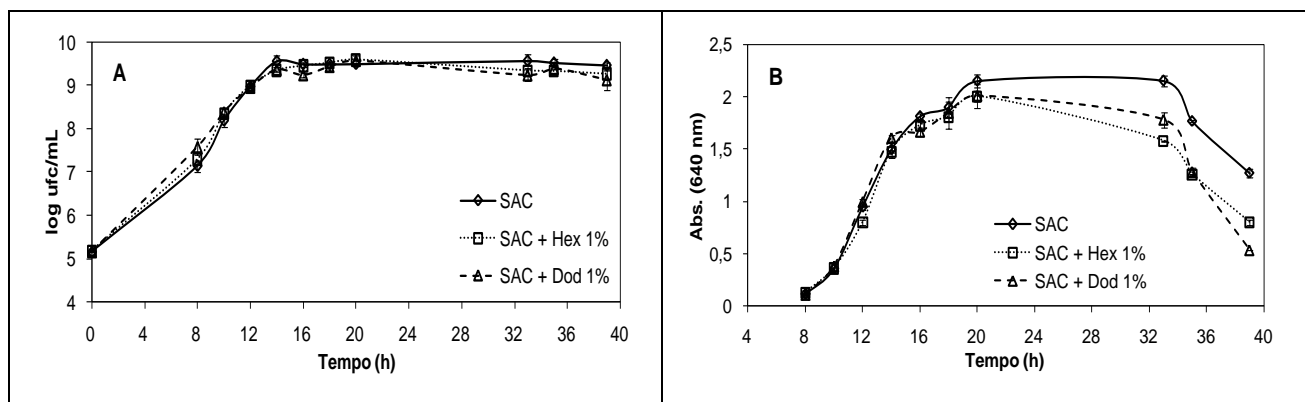 A
log ufc/mL
10
9
8
7
6
5
4
SAC
SAC + Hex 1%
SAC + Dod 1%
0 4 8 12 16 20 24 28 32 36 40
Tempo (h)
B
Abs. (640 nm)
2,5
2
1,5
1
0,5
0
SAC
SAC + Hex 1%
SAC + Dod 1%
4 8 12 16 20 24 28 32 36 40
Tempo (h)